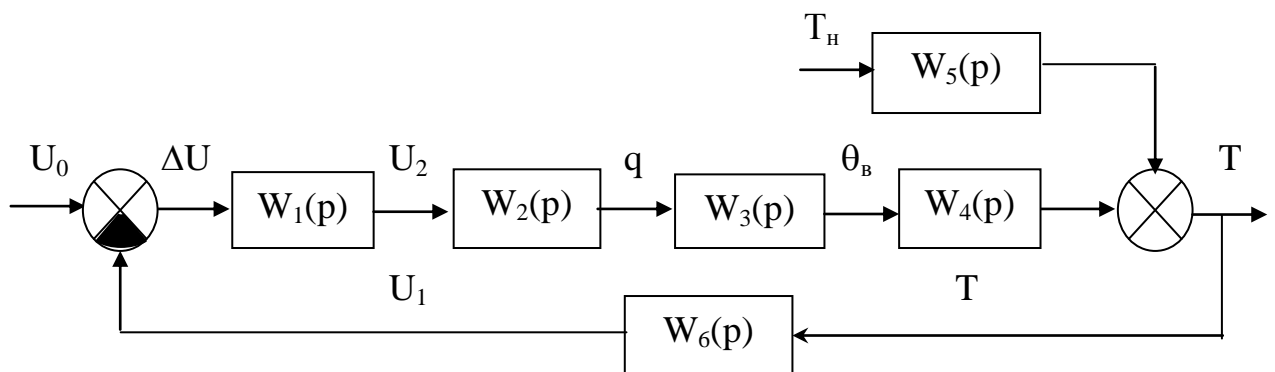 Tн
W5(p)
U0
ΔU
W1(p)
U2
W2(p)
q
W3(p)
θв
W4(p)
T
U1
W6(p)
T